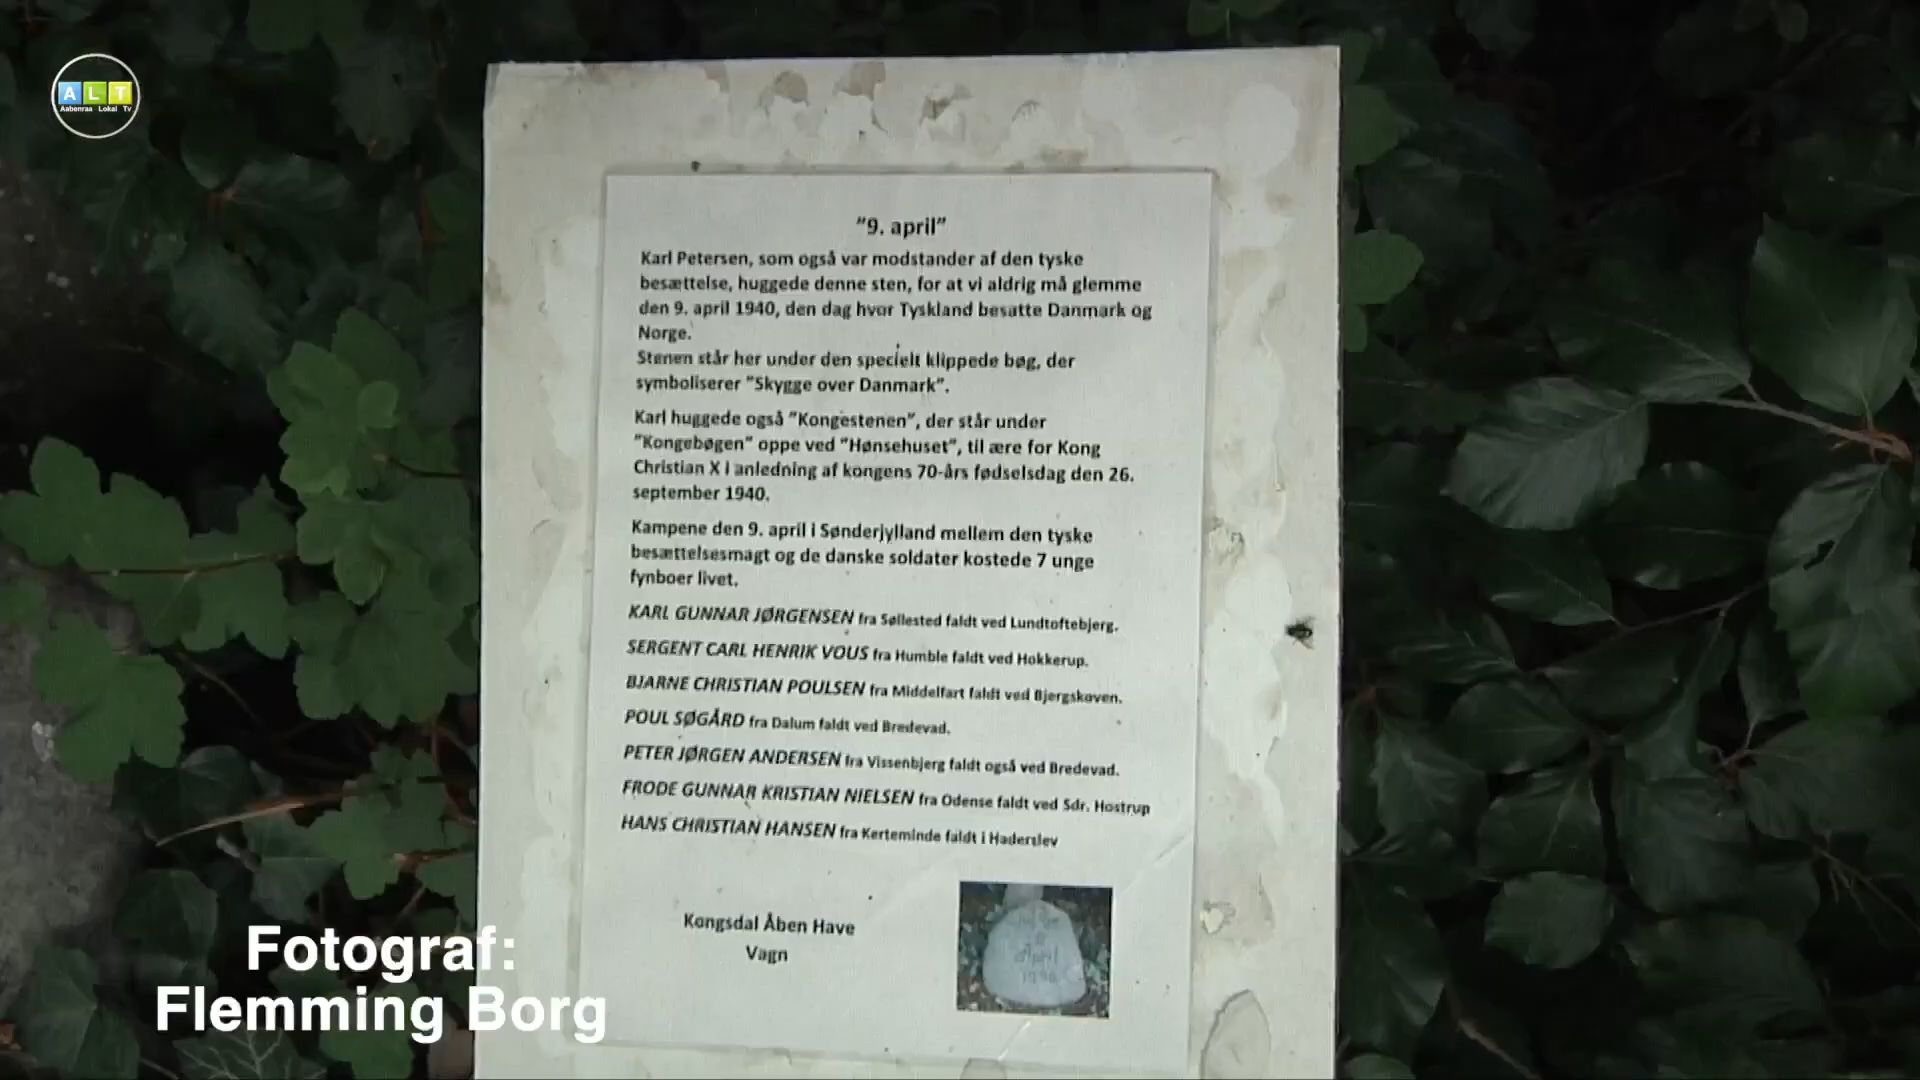 A L T
Aabenraa Lokal Tv
"9. april"
Karl Petersen, som også var modstander af den tyske
besættelse, huggede denne sten, for at vi aldrig må glemme
den 9. april 1940, den dag hvor Tyskland besatte Danmark og
Norge.
Stenen står her under den specielt klippede bøg, der
symboliserer "Skygge over Danmark".
Karl huggede også "Kongestenen", der står under
"Kongebøgen" oppe ved "Hønsehuset", til ære for Kong
Christian X i anledning af kongens 70-års fødselsdag den 26.
september 1940.
Kampene den 9. april i Sønderjylland mellem den tyske
besættelsesmagt og de danske soldater kostede 7 unge
fynboer livet.
KARL GUNNAR JØRGENSEN fra Søllested faldt ved Lundtoftebjerg.
SERGENT CARL HENRIK VOUS fra Humble faldt ved Hokkerup.
BJARNE CHRISTIAN POULSEN fra Middelfart faldt ved Bjergskoven.
POUL SØGÅRD fra Dalum faldt ved Bredevad.
PETER JØRGEN ANDERSEN fra Vissenbjerg faldt også ved Bredevad.
FRODE GUNNAR KRISTIAN NIELSEN fra Odense faldt ved Sdr. Hostrup
HANS CHRISTIAN HANSEN fra Kerteminde faldt i Haderslev
Kongsdal Åben Have
Vagn
April
Fotograf:
Flemming Borg